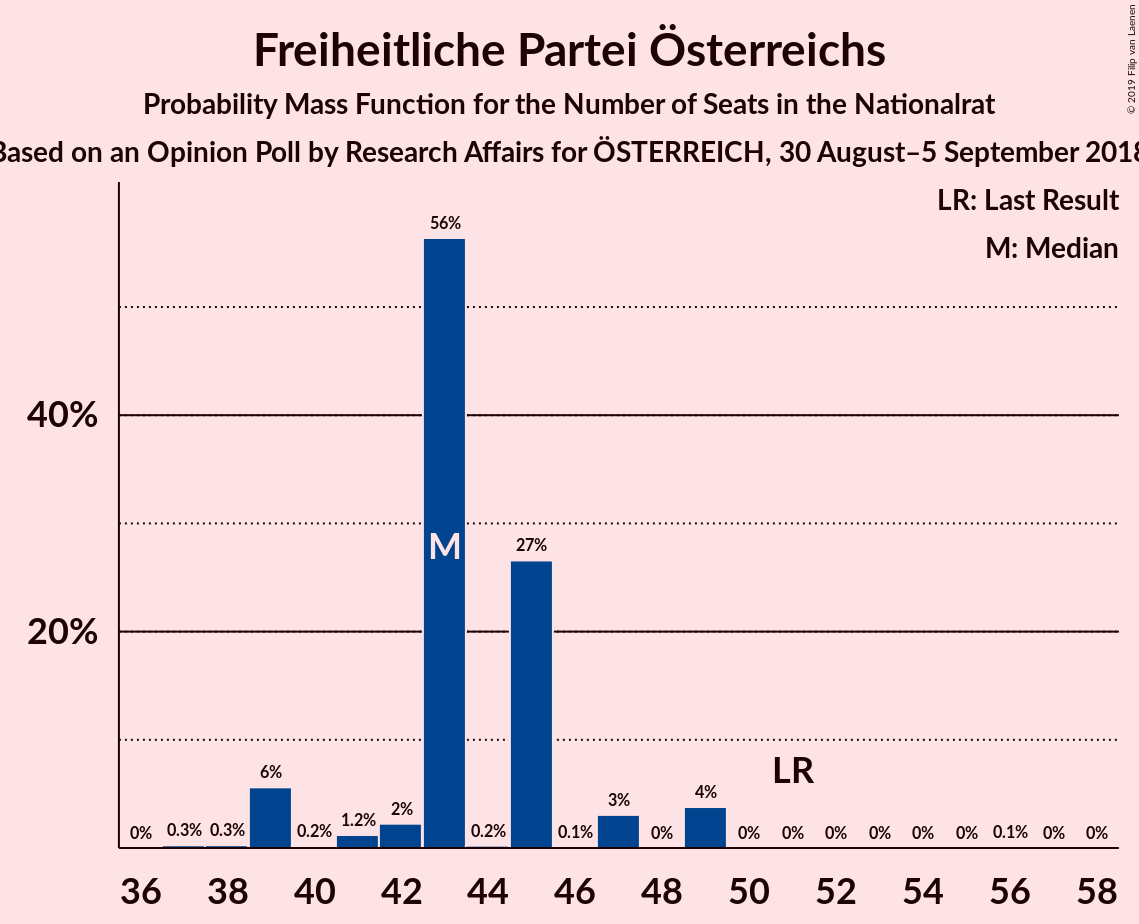 Freiheitliche Partei Österreichs
Probability Mass Function for the Number of Seats in the Nationalrat
Based on an Opinion Poll by Research Affairs for ÖSTERREICH, 30 August–5 September 2018
© 2019 Filip van Laenen
LR: Last Result
M: Median
56%
40%
M
27%
20%
LR
6%
4%
3%
2%
1.2%
0% 0.3% 0.3% 0.2% 0.2% 0.1% 0% 0% 0% 0% 0% 0% 0% 0.1% 0% 0%
36 38 40 42 44 46 48 50 52 54 56 58